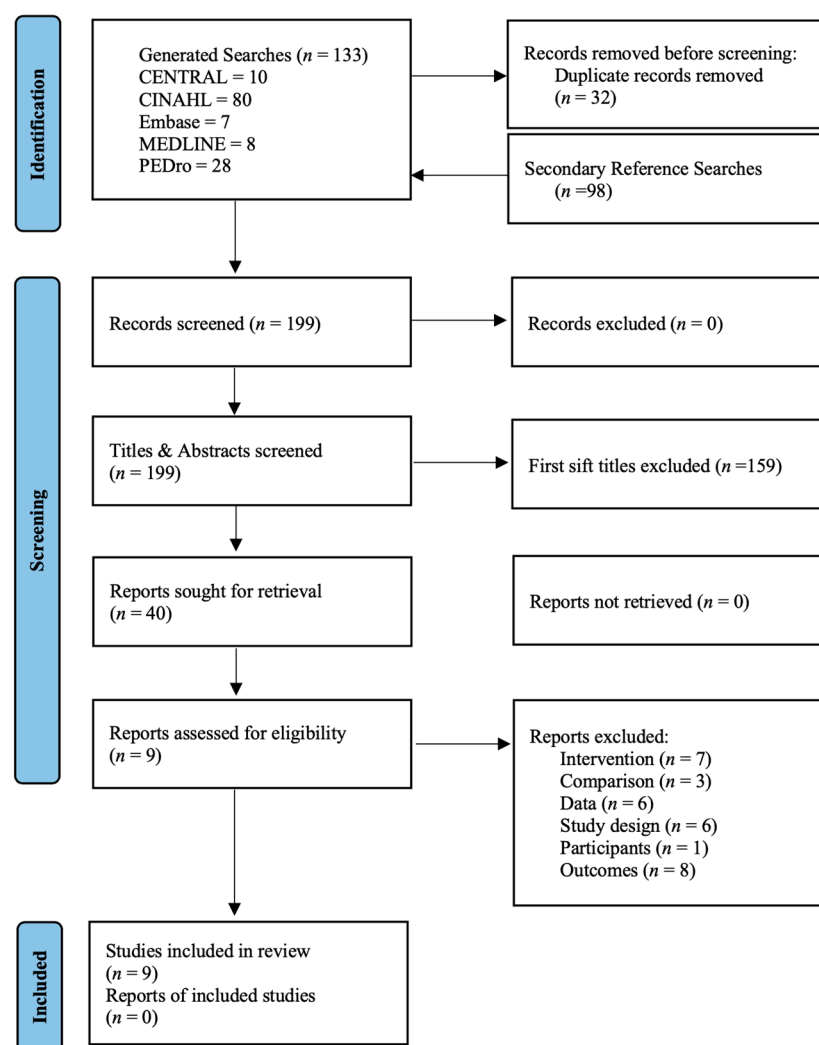 Identification
Generated Searches (n = 133)
CENTRAL = 10
CINAHL = 80
Embase = 7
MEDLINE = 8
PEDro = 28
Records removed before screening:
Duplicate records removed
(n = 32)
Secondary Reference Searches
(n =98)
Screening
Records screened (n = 199)
Records excluded (n = 0)
Titles & Abstracts screened
(n = 199)
First sift titles excluded (n =159)
Reports sought for retrieval
(n = 40)
Reports not retrieved (n = 0)
Reports assessed for eligibility
(n = 9)
Reports excluded:
Intervention (n = 7)
Comparison (n = 3)
Data (n = 6)
Study design (n = 6)
Participants (n = 1)
Outcomes (n = 8)
Included
Studies included in review
(n = 9)
Reports of included studies
(n = 0)